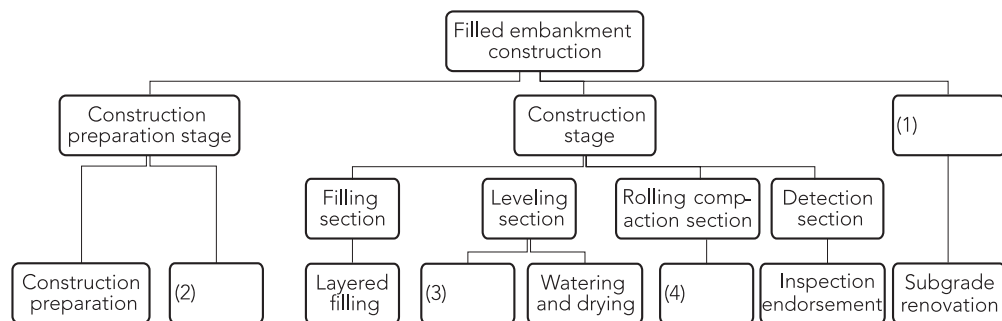 Filled embankment
construction
Construction
preparation stage
Construction
stage
(1)
Filling
section
Leveling
section
Rolling comp-
action section
Detection
section
Construction
preparation
(2)
Layered
filling
(3)
Watering
and drying
(4)
Inspection
endorsement
Subgrade
renovation